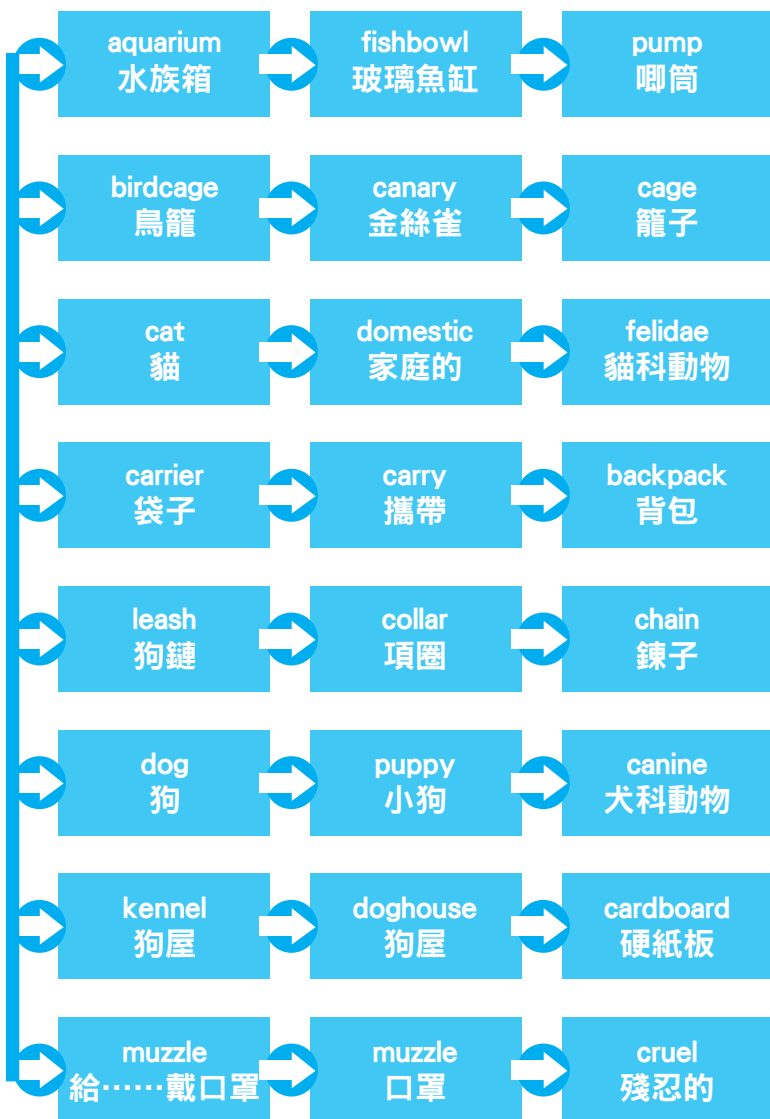 aquarium
水族箱
fishbowl
玻璃魚缸
pump
唧筒
birdcage
鳥籠
canary
金絲雀
cage
籠子
cat
貓
domestic
家庭的
felidae
貓科動物
carrier
袋子
carry
攜帶
backpack
背包
leash
狗鏈
collar
項圈
chain
鍊子
dog
狗
puppy
小狗
canine
犬科動物
kennel
狗屋
doghouse
狗屋
cardboard
硬紙板
muzzle
給……戴口罩
muzzle
口罩
cruel
殘忍的